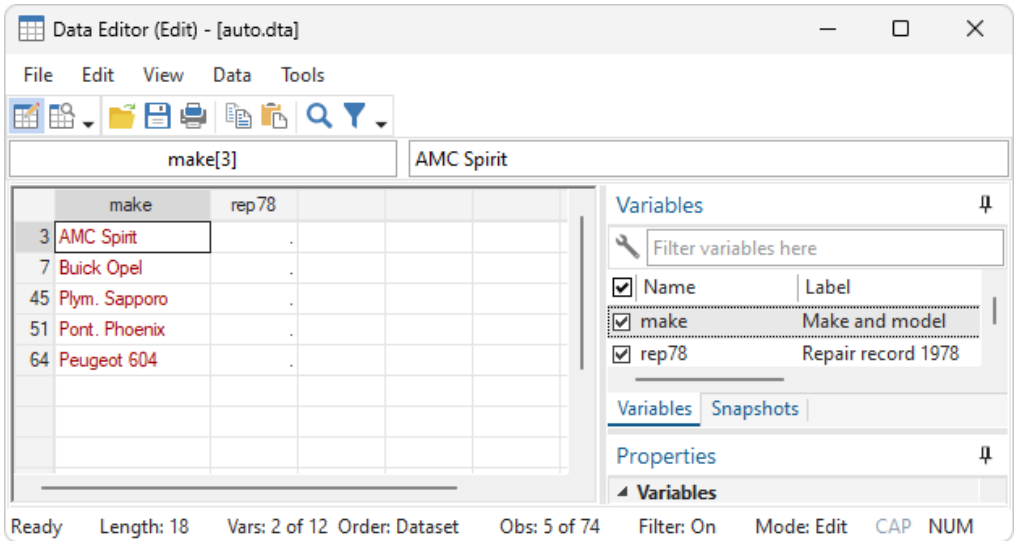 Data Editor (Edit) - [auto.dta]
File Edit View Data Tools
make[3] AMC Spirit
make rep78
3 AMC Spirit .
7 Buick Opel .
45 Plym. Sapporo .
51 Pont. Phoenix .
64 Peugeot 604 .
Variables
Filter variables here
Name Label
make Make and model
rep78 Repair record 1978
Variables Snapshots
Properties
Variables
Ready Length: 18 Vars: 2 of 12 Order: Dataset Obs: 5 of 74 Filter: On Mode: Edit CAP NUM